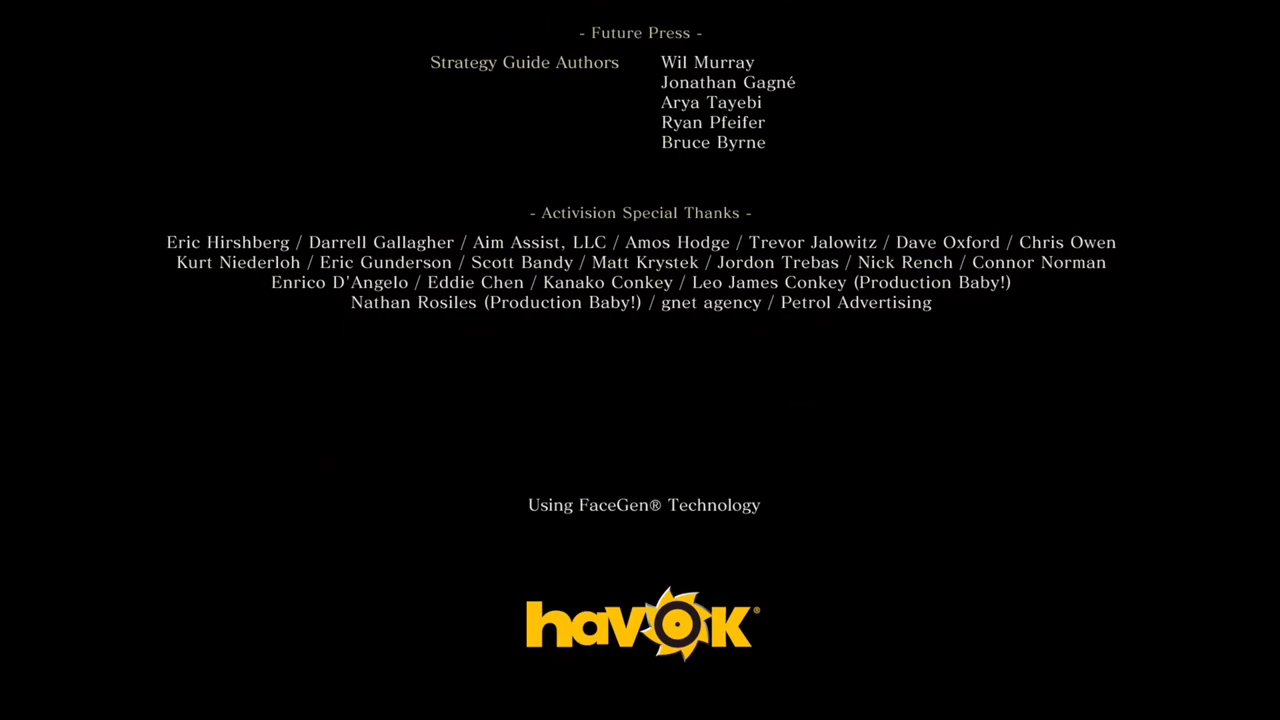 - Future Press -
Strategy Guide Authors Wil Murray
Jonathan Gagné
Arya Tayebi
Ryan Pfeifer
Bruce Byrne
- Activision Special Thanks -
Eric Hirshberg / Darrell Gallagher / Aim Assist, LLC / Amos Hodge / Trevor Jalowitz / Dave Oxford / Chris Owen
Kurt Niederloh / Eric Gunderson / Scott Bandy / Matt Krystek / Jordon Trebas / Nick Rench / Connor Norman
Enrico D'Angelo / Eddie Chen / Kanako Conkey / Leo James Conkey (Production Baby!)
Nathan Rosiles (Production Baby!) / gnet agency / Petrol Advertising
Using FaceGen® Technology
havok®